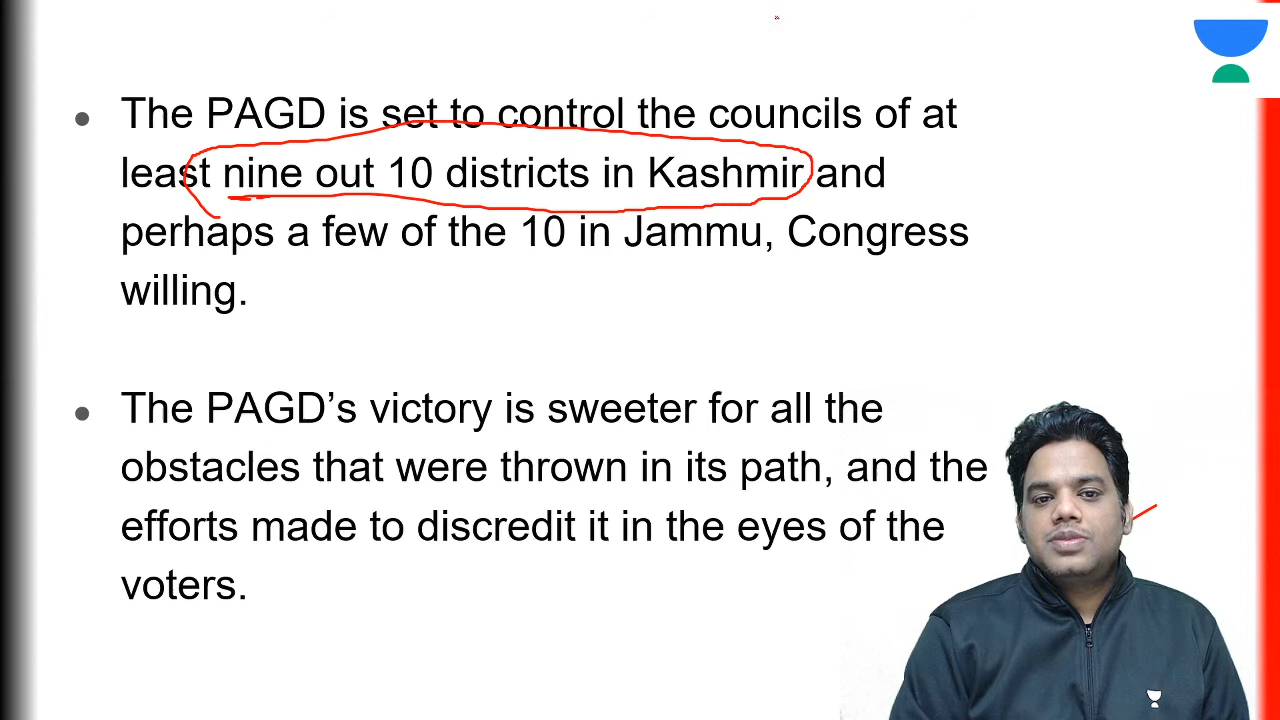 The PAGD is set to control the councils of at
least nine out 10 districts in Kashmir and
perhaps a few of the 10 in Jammu, Congress
willing.
The PAGD’s victory is sweeter for all the
obstacles that were thrown in its path, and the
efforts made to discredit it in the eyes of the
voters.